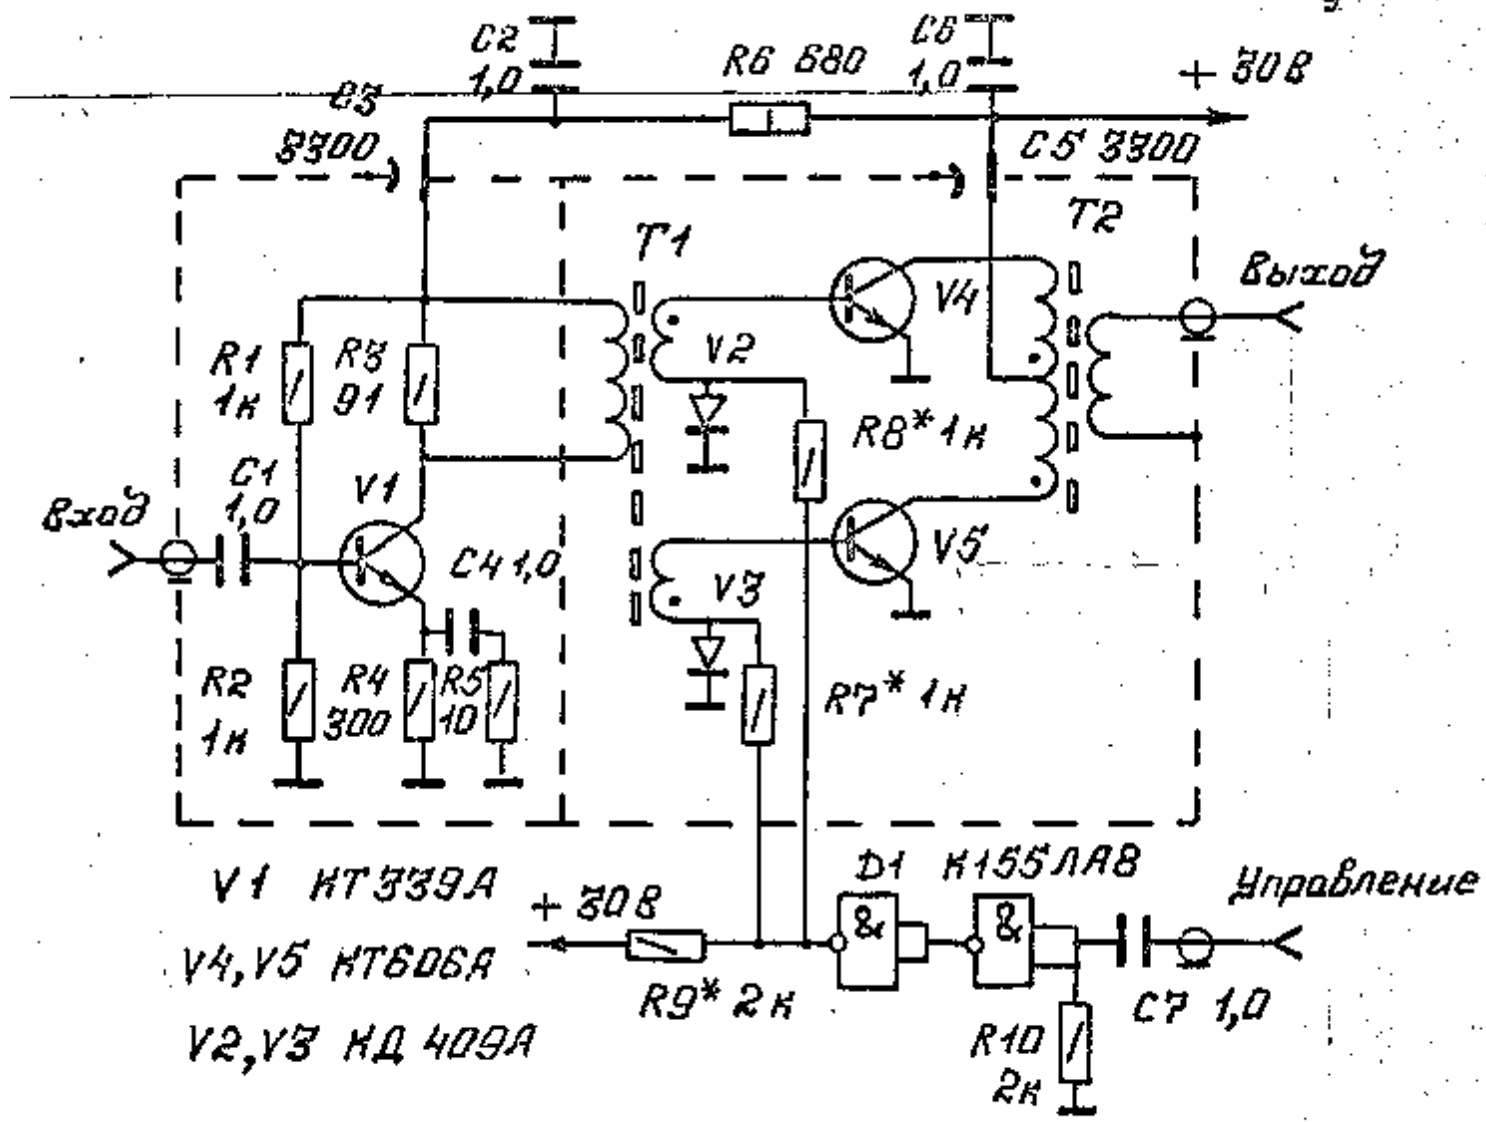 C2
1,0
R6 680
C6
1,0
+ 30 В
C3
3300
C5 3300
T1
T2
Выход
R1
1к
R3
91
V2
V4
R8* 1к
C1
1,0
V1
Вход
C4 1,0
V3
V5
R2
1к
R4
300
R5
10
R7* 1к
V1 КТ339А
D1 К155ЛА8
+ 30 В
&
&
Управление
V4, V5 КТ606А
R9* 2к
C7 1,0
V2, V3 КД 409А
R10
2к